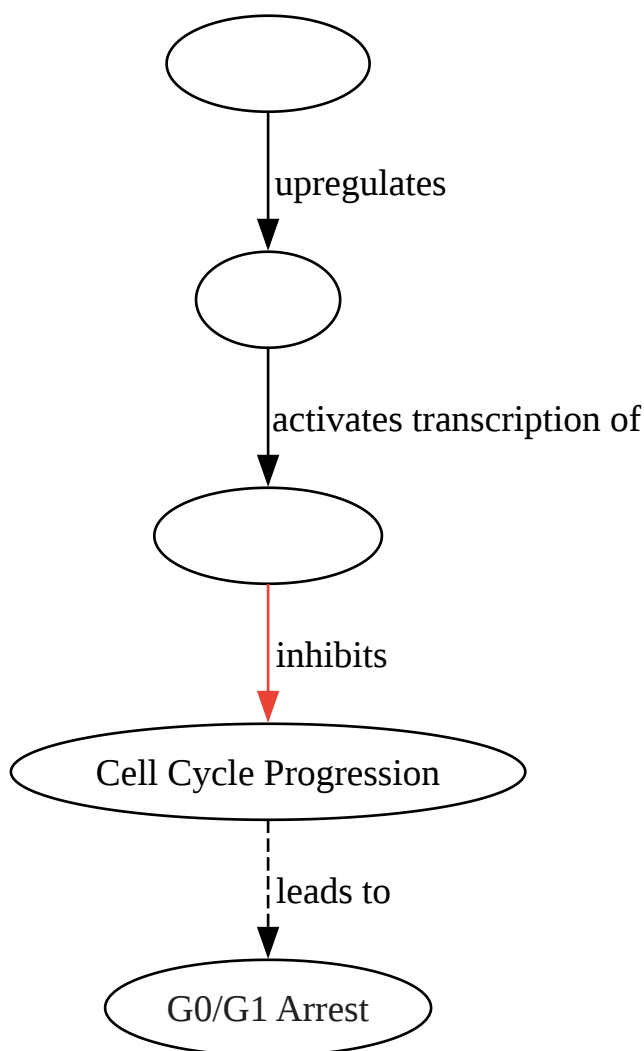 upregulates
activates transcription of
inhibits
Cell Cycle Progression
leads to
G0/G1 Arrest